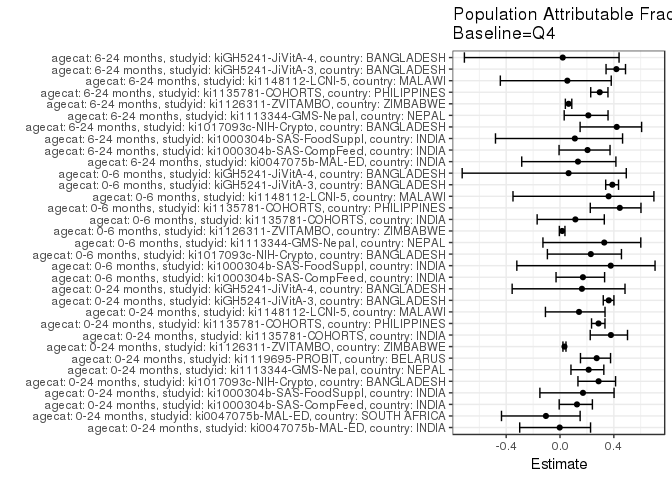 Population Attributable Frac
Baseline=Q4
agecat: 6-24 months, studyid: kiGH5241-JiVitA-4, country: BANGLADESH
agecat: 6-24 months, studyid: kiGH5241-JiVitA-3, country: BANGLADESH
agecat: 6-24 months, studyid: ki1148112-LCNI-5, country: MALAWI
agecat: 6-24 months, studyid: ki1135781-COHORTS, country: PHILIPPINES
agecat: 6-24 months, studyid: ki1126311-ZVITAMBO, country: ZIMBABWE
agecat: 6-24 months, studyid: ki1113344-GMS-Nepal, country: NEPAL
agecat: 6-24 months, studyid: ki1017093c-NIH-Crypto, country: BANGLADESH
agecat: 6-24 months, studyid: ki1000304b-SAS-FoodSuppl, country: INDIA
agecat: 6-24 months, studyid: ki1000304b-SAS-CompFeed, country: INDIA
agecat: 6-24 months, studyid: ki0047075b-MAL-ED, country: INDIA
agecat: 0-6 months, studyid: kiGH5241-JiVitA-4, country: BANGLADESH
agecat: 0-6 months, studyid: kiGH5241-JiVitA-3, country: BANGLADESH
agecat: 0-6 months, studyid: ki1148112-LCNI-5, country: MALAWI
agecat: 0-6 months, studyid: ki1135781-COHORTS, country: PHILIPPINES
agecat: 0-6 months, studyid: ki1135781-COHORTS, country: INDIA
agecat: 0-6 months, studyid: ki1126311-ZVITAMBO, country: ZIMBABWE
agecat: 0-6 months, studyid: ki1113344-GMS-Nepal, country: NEPAL
agecat: 0-6 months, studyid: ki1017093c-NIH-Crypto, country: BANGLADESH
agecat: 0-6 months, studyid: ki1000304b-SAS-FoodSuppl, country: INDIA
agecat: 0-6 months, studyid: ki1000304b-SAS-CompFeed, country: INDIA
agecat: 0-24 months, studyid: kiGH5241-JiVitA-4, country: BANGLADESH
agecat: 0-24 months, studyid: kiGH5241-JiVitA-3, country: BANGLADESH
agecat: 0-24 months, studyid: ki1148112-LCNI-5, country: MALAWI
agecat: 0-24 months, studyid: ki1135781-COHORTS, country: PHILIPPINES
agecat: 0-24 months, studyid: ki1135781-COHORTS, country: INDIA
agecat: 0-24 months, studyid: ki1126311-ZVITAMBO, country: ZIMBABWE
agecat: 0-24 months, studyid: ki1119695-PROBIT, country: BELARUS
agecat: 0-24 months, studyid: ki1113344-GMS-Nepal, country: NEPAL
agecat: 0-24 months, studyid: ki1017093c-NIH-Crypto, country: BANGLADESH
agecat: 0-24 months, studyid: ki1000304b-SAS-FoodSuppl, country: INDIA
agecat: 0-24 months, studyid: ki1000304b-SAS-CompFeed, country: INDIA
agecat: 0-24 months, studyid: ki0047075b-MAL-ED, country: SOUTH AFRICA
agecat: 0-24 months, studyid: ki0047075b-MAL-ED, country: INDIA
-0.4 0.0 0.4
Estimate